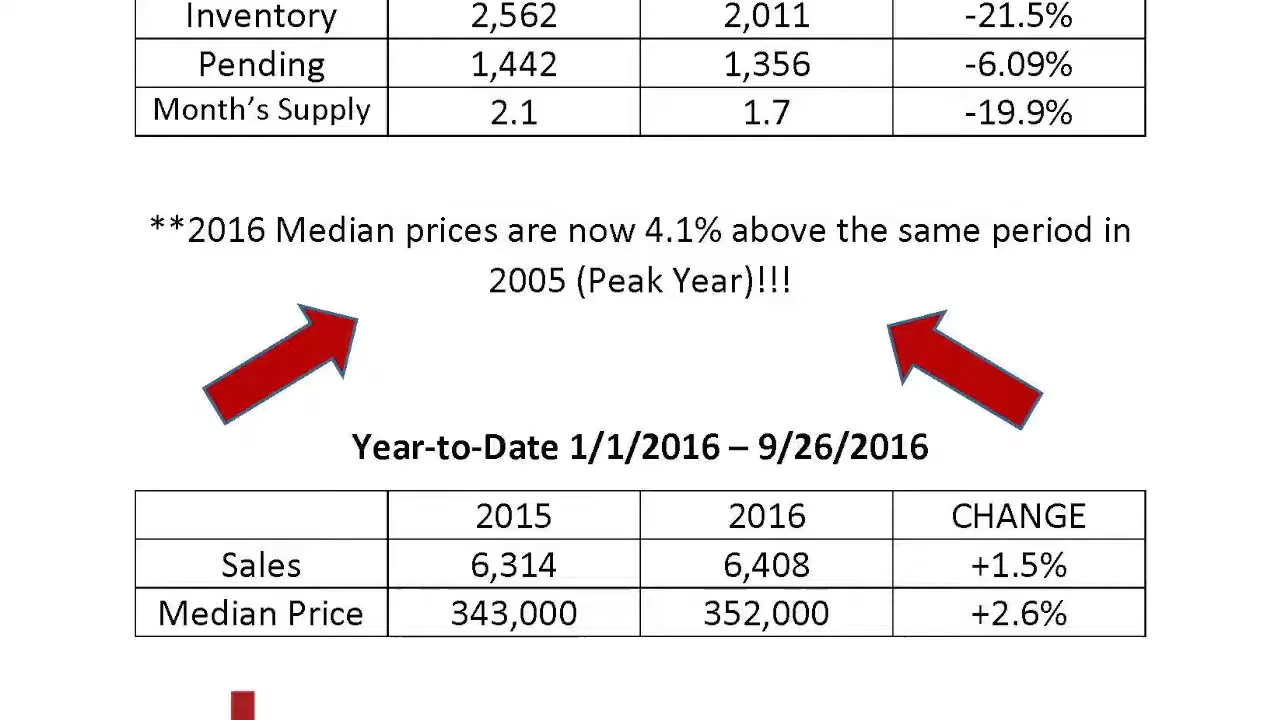 Inventory 2,562 2,011 -21.5%
Pending 1,442 1,356 -6.09%
Month’s Supply 2.1 1.7 -19.9%
**2016 Median prices are now 4.1% above the same period in
2005 (Peak Year)!!!
Year-to-Date 1/1/2016 – 9/26/2016
2015 2016 CHANGE
Sales 6,314 6,408 +1.5%
Median Price 343,000 352,000 +2.6%